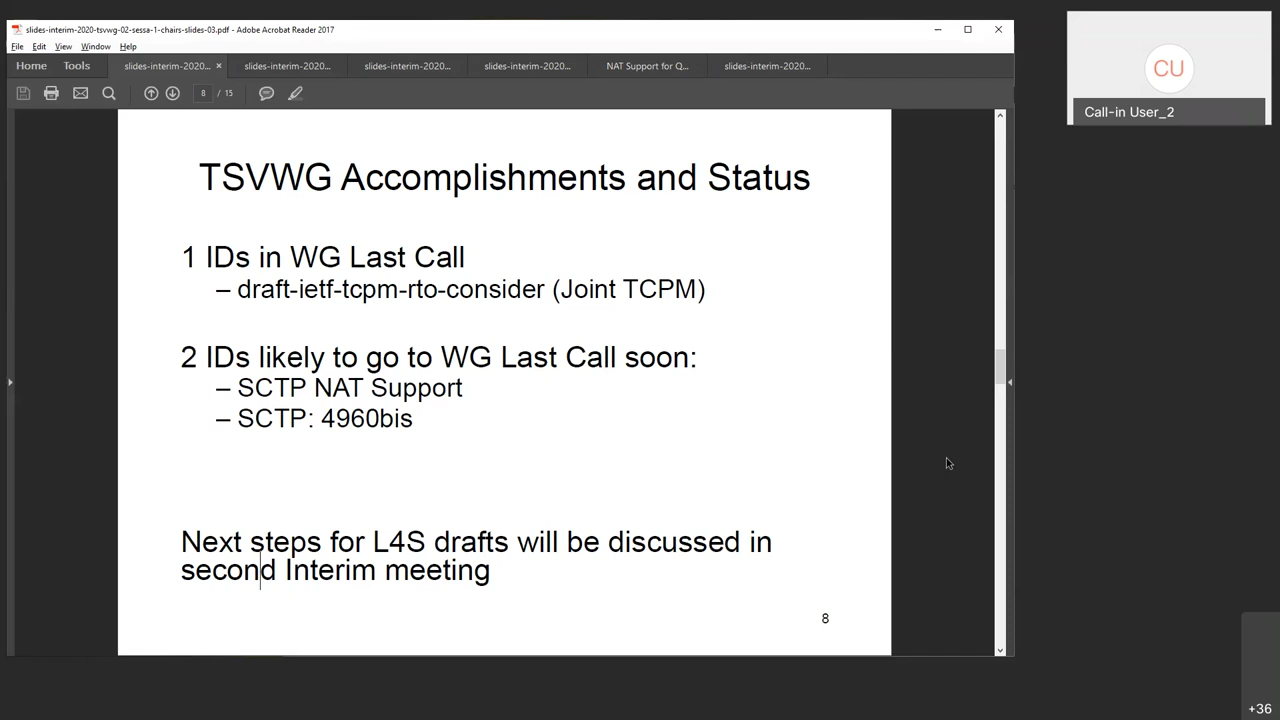 slides-interim-2020-tsvwg-02-sessa-1-chairs-slides-03.pdf - Adobe Acrobat Reader 2017
File Edit View Window Help
Home Tools slides-interim-2020... × slides-interim-2020... slides-interim-2020... slides-interim-2020... NAT Support for Q... slides-interim-2020...
8 / 15
TSVWG Accomplishments and Status
1 IDs in WG Last Call
– draft-ietf-tcpm-rto-consider (Joint TCPM)
2 IDs likely to go to WG Last Call soon:
– SCTP NAT Support
– SCTP: 4960bis
Next steps for L4S drafts will be discussed in
second Interim meeting
8
CU
Call-in User_2
+36